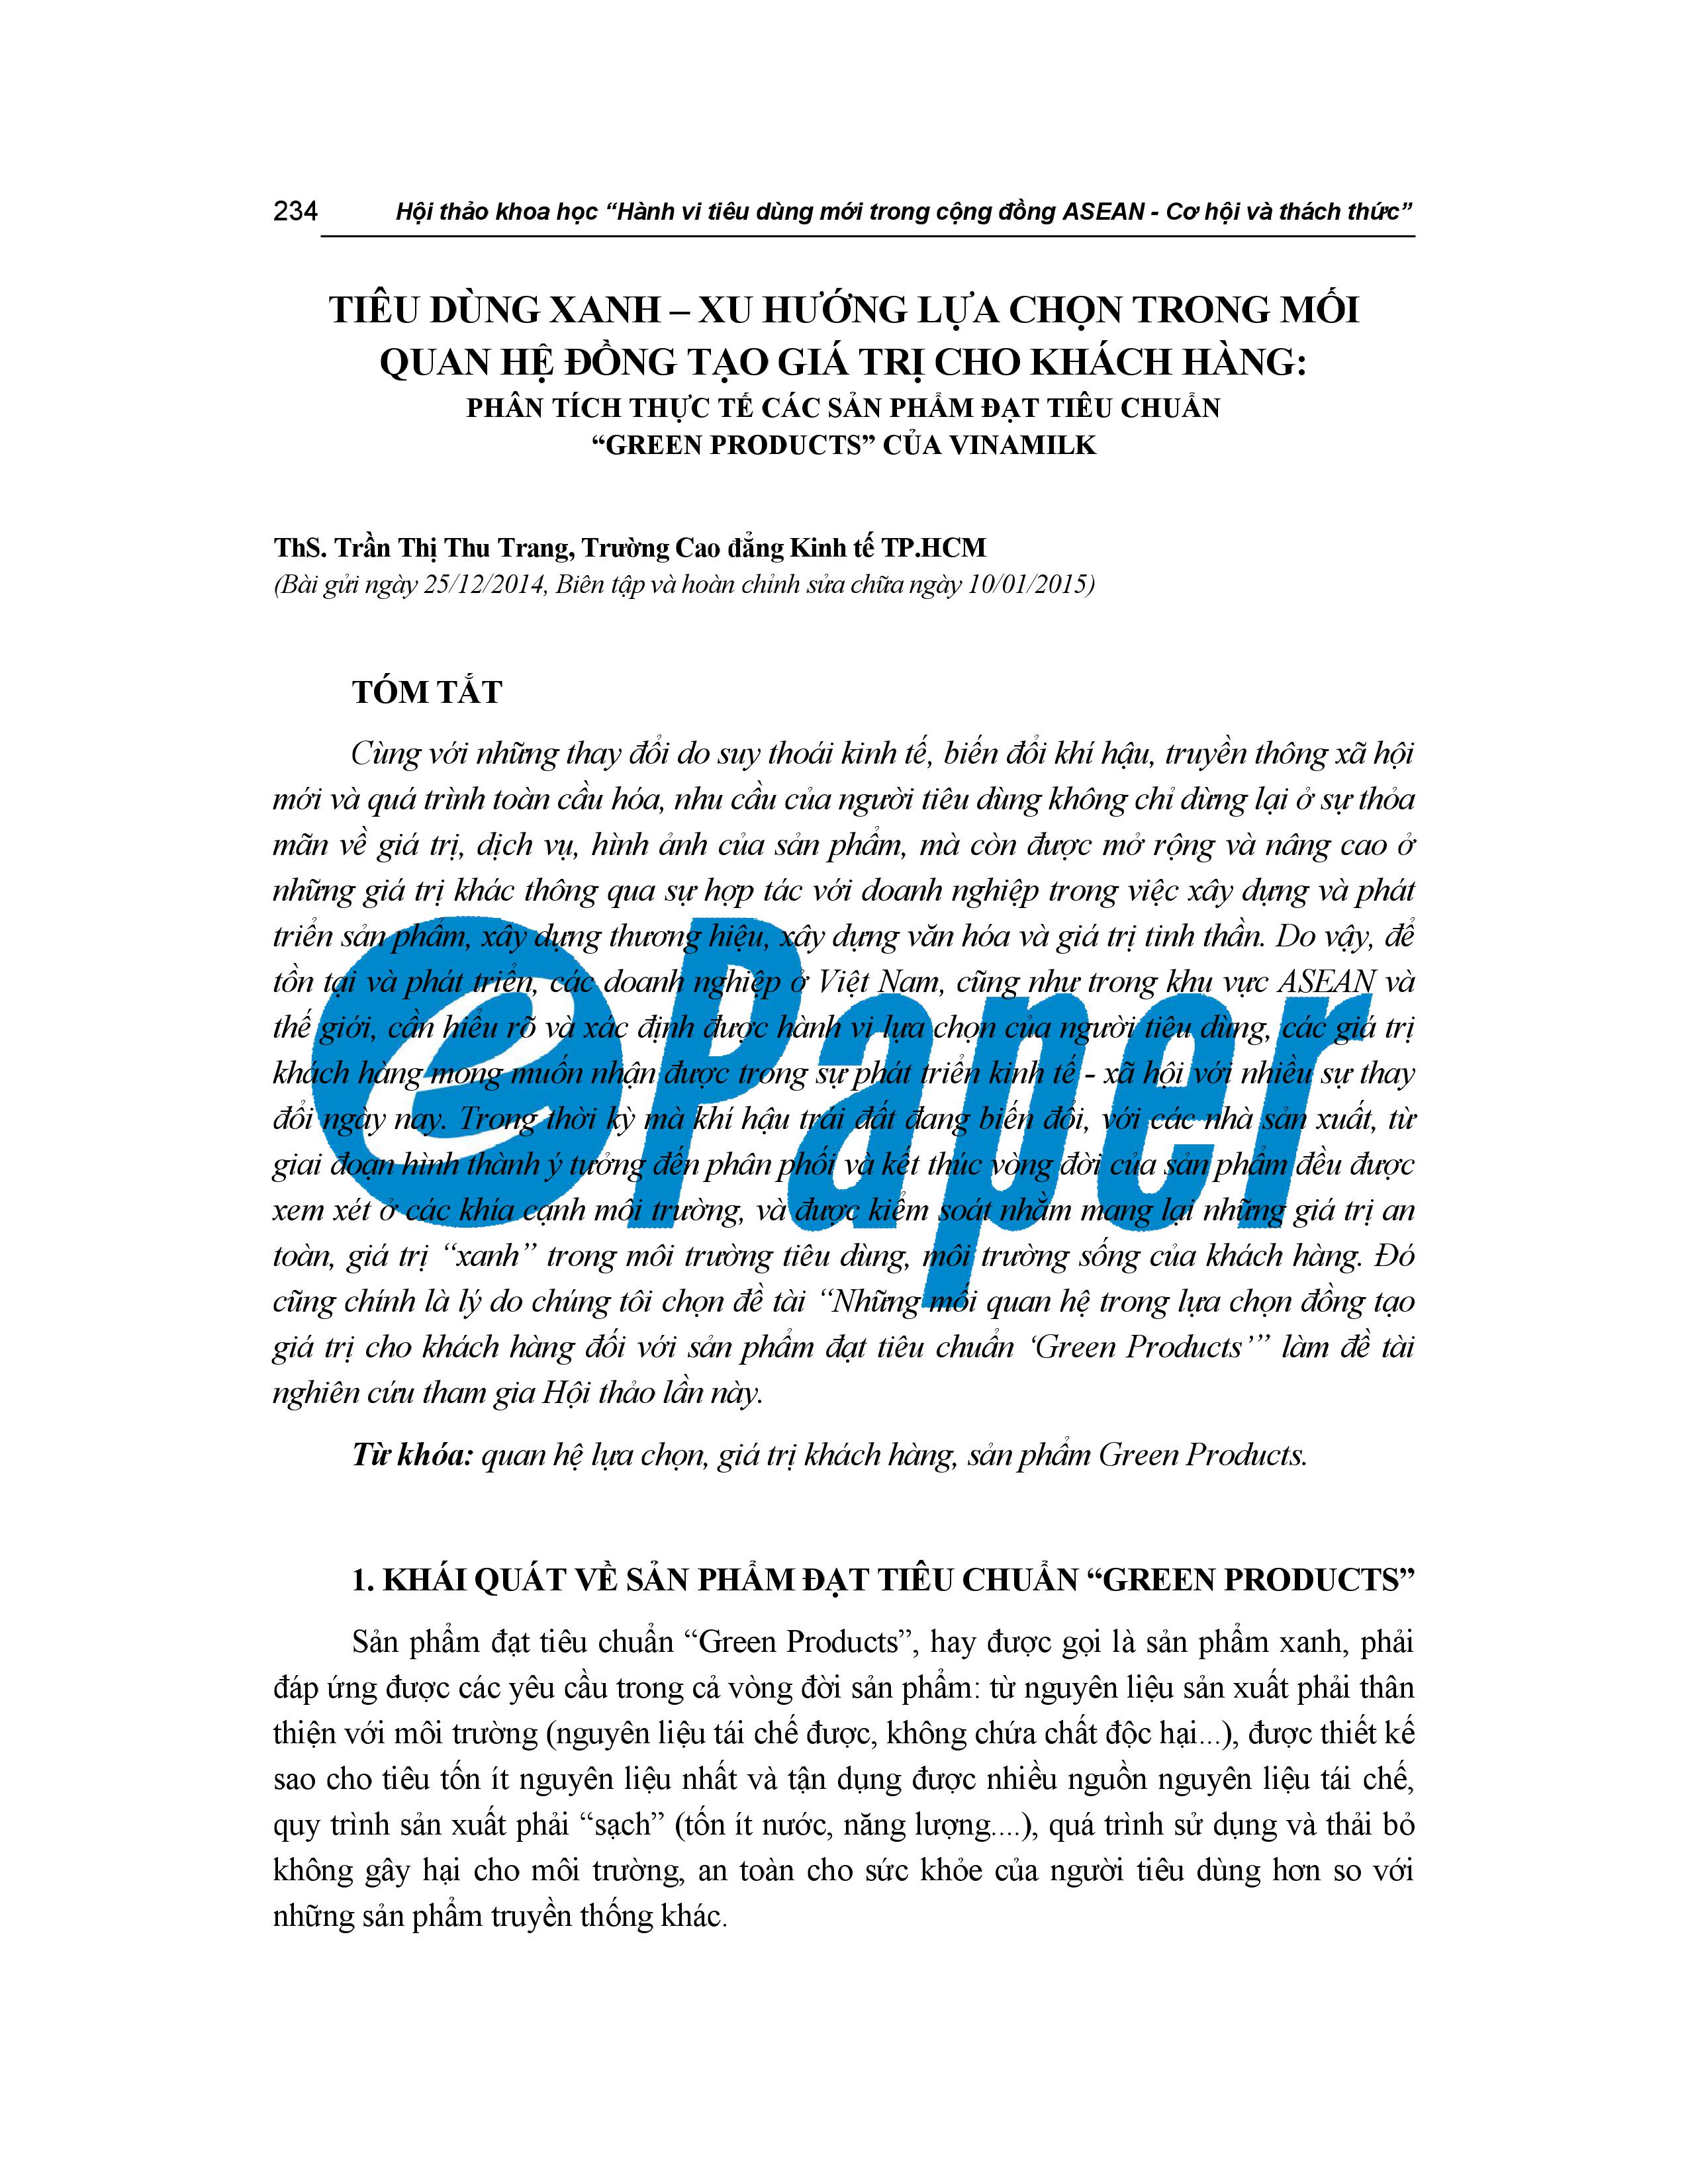 234 Hội thảo khoa học “Hành vi tiêu dùng mới trong cộng đồng ASEAN - Cơ hội và thách thức”
TIÊU DÙNG XANH – XU HƯỚNG LỰA CHỌN TRONG MỐI
QUAN HỆ ĐỒNG TẠO GIÁ TRỊ CHO KHÁCH HÀNG:
PHÂN TÍCH THỰC TẾ CÁC SẢN PHẨM ĐẠT TIÊU CHUẨN
“GREEN PRODUCTS” CỦA VINAMILK
ThS. Trần Thị Thu Trang, Trường Cao đẳng Kinh tế TP.HCM
(Bài gửi ngày 25/12/2014, Biên tập và hoàn chỉnh sửa chữa ngày 10/01/2015)
TÓM TẮT
Cùng với những thay đổi do suy thoái kinh tế, biến đổi khí hậu, truyền thông xã hội
mới và quá trình toàn cầu hóa, nhu cầu của người tiêu dùng không chỉ dừng lại ở sự thỏa
mãn về giá trị, dịch vụ, hình ảnh của sản phẩm, mà còn được mở rộng và nâng cao ở
những giá trị khác thông qua sự hợp tác với doanh nghiệp trong việc xây dựng và phát
triển sản phẩm, xây dựng thương hiệu, xây dựng văn hóa và giá trị tinh thần. Do vậy, để
tồn tại và phát triển, các doanh nghiệp ở Việt Nam, cũng như trong khu vực ASEAN và
thế giới, cần hiểu rõ và xác định được hành vi lựa chọn của người tiêu dùng, các giá trị
khách hàng mong muốn nhận được trong sự phát triển kinh tế - xã hội với nhiều sự thay
đổi ngày nay. Trong thời kỳ mà khí hậu trái đất đang biến đổi, với các nhà sản xuất, từ
giai đoạn hình thành ý tưởng đến phân phối và kết thúc vòng đời của sản phẩm đều được
xem xét ở các khía cạnh môi trường, và được kiểm soát nhằm mang lại những giá trị an
toàn, giá trị “xanh” trong môi trường tiêu dùng, môi trường sống của khách hàng. Đó
cũng chính là lý do chúng tôi chọn đề tài “Những mối quan hệ trong lựa chọn đồng tạo
giá trị cho khách hàng đối với sản phẩm đạt tiêu chuẩn ‘Green Products’” làm đề tài
nghiên cứu tham gia Hội thảo lần này.
ePaper
Từ khóa: quan hệ lựa chọn, giá trị khách hàng, sản phẩm Green Products.
1. KHÁI QUÁT VỀ SẢN PHẨM ĐẠT TIÊU CHUẨN “GREEN PRODUCTS”
Sản phẩm đạt tiêu chuẩn “Green Products”, hay được gọi là sản phẩm xanh, phải
đáp ứng được các yêu cầu trong cả vòng đời sản phẩm: từ nguyên liệu sản xuất phải thân
thiện với môi trường (nguyên liệu tái chế được, không chứa chất độc hại...), được thiết kế
sao cho tiêu tốn ít nguyên liệu nhất và tận dụng được nhiều nguồn nguyên liệu tái chế,
quy trình sản xuất phải “sạch” (tốn ít nước, năng lượng....), quá trình sử dụng và thải bỏ
không gây hại cho môi trường, an toàn cho sức khỏe của người tiêu dùng hơn so với
những sản phẩm truyền thống khác.